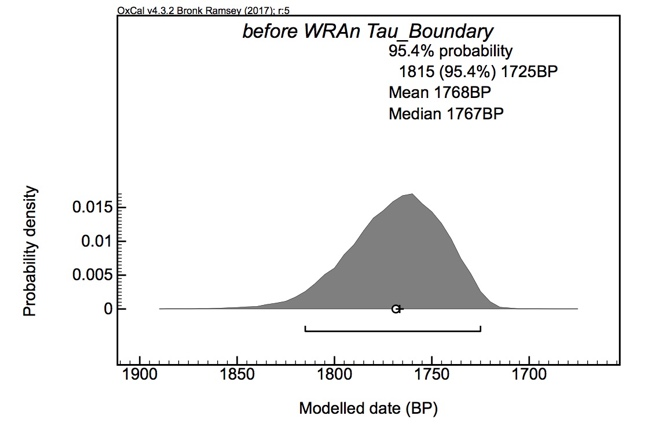 OxCal v4.3.2 Bronk Ramsey (2017); r:5
before WRAn Tau_Boundary
95.4% probability
1815 (95.4%) 1725BP
Mean 1768BP
Median 1767BP
Probability density
0.015
0.01
0.005
0
1900 1850 1800 1750 1700
Modelled date (BP)